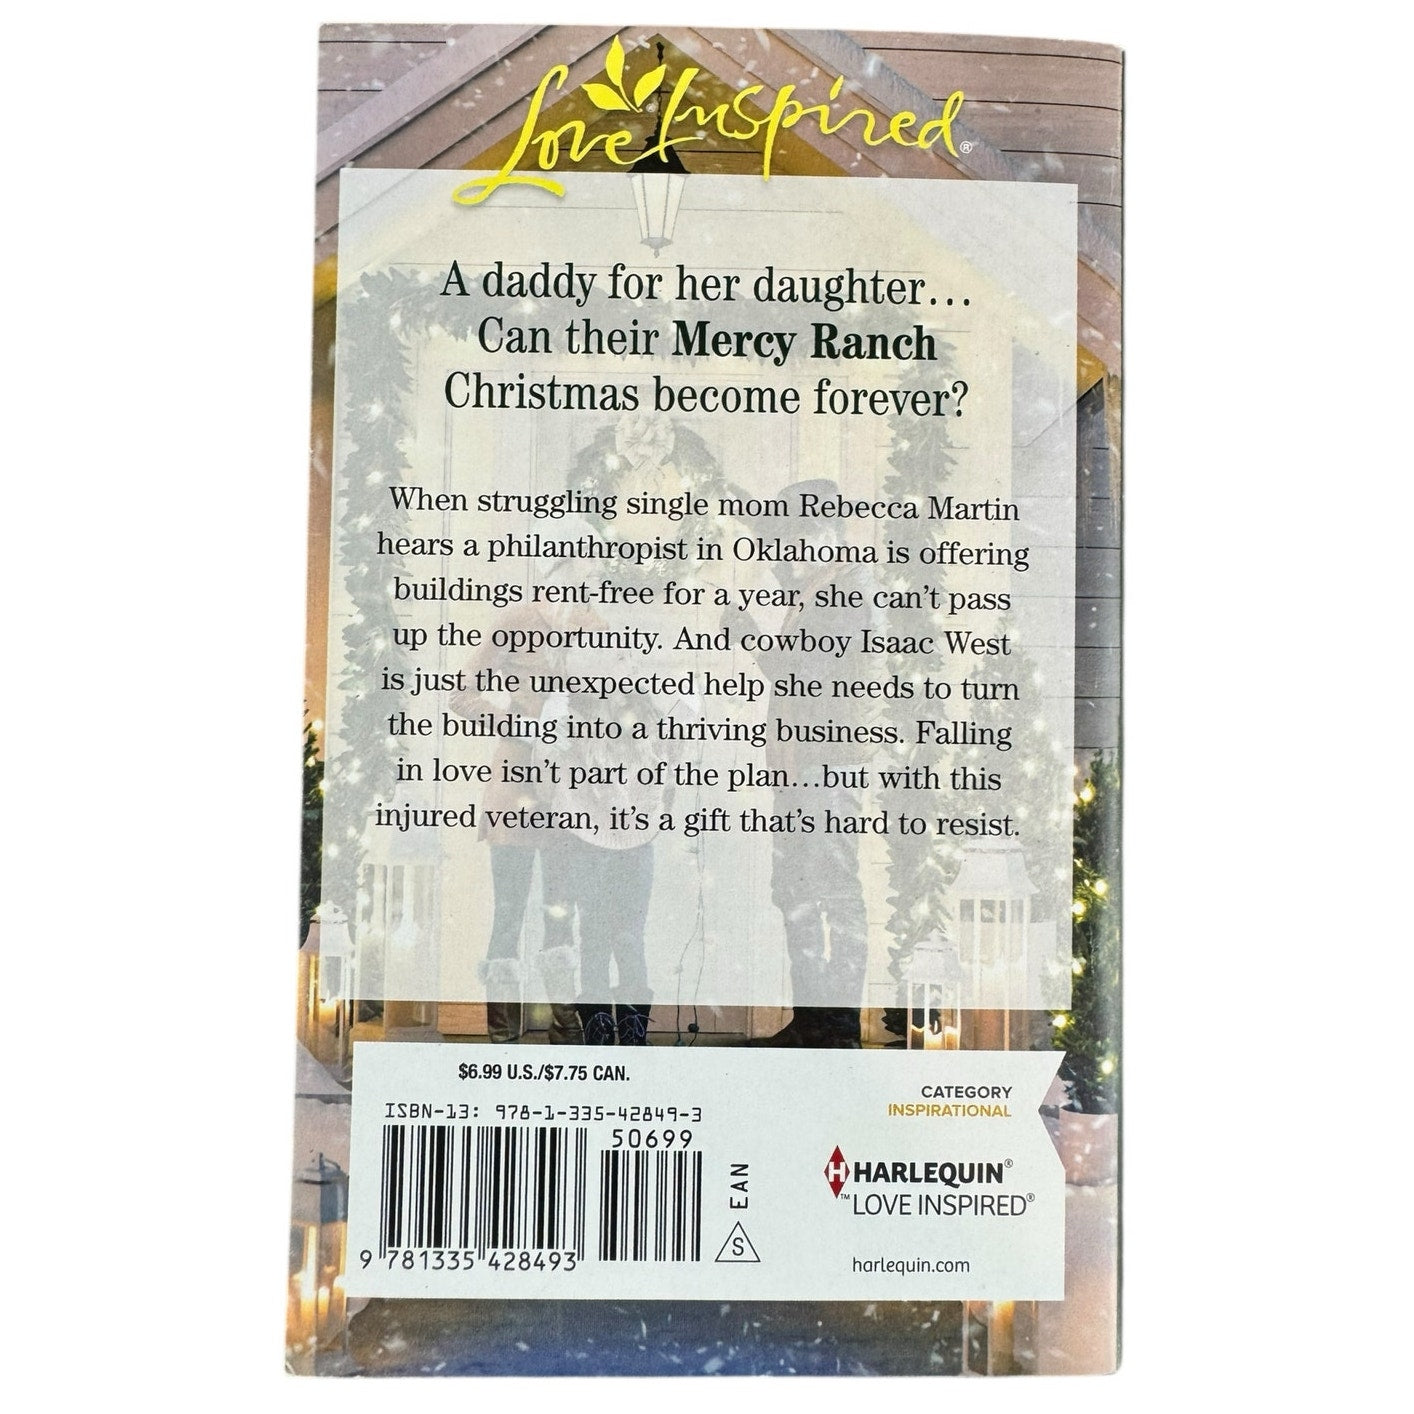 Love Inspired®
A daddy for her daughter…
Can their Mercy Ranch
Christmas become forever?
When struggling single mom Rebecca Martin
hears a philanthropist in Oklahoma is offering
buildings rent-free for a year, she can't pass
up the opportunity. And cowboy Isaac West
is just the unexpected help she needs to turn
the building into a thriving business. Falling
in love isn't part of the plan…but with this
injured veteran, it's a gift that's hard to resist.
$6.99 U.S./$7.75 CAN.
ISBN-13: 978-1-335-42849-3
50699
EAN
S
9 781335 428493
CATEGORY
INSPIRATIONAL
H HARLEQUIN®
™ LOVE INSPIRED®
harlequin.com